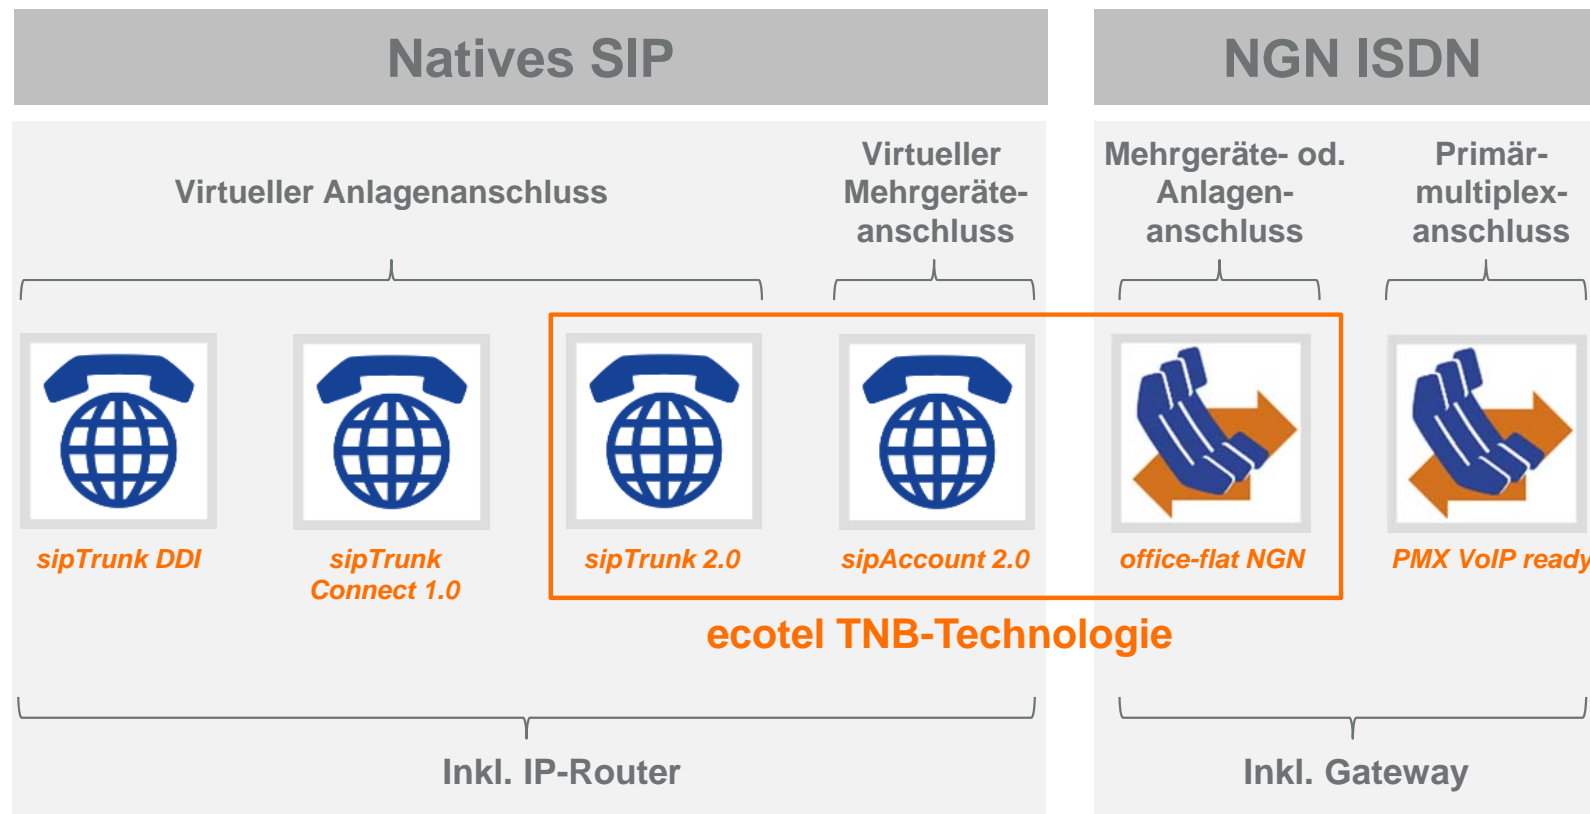 Natives SIP
NGN ISDN
Virtueller Anlagenanschluss
Virtueller
Mehrgeräte-
anschluss
Mehrgeräte- od.
Anlagen-
anschluss
Primär-
multiplex-
anschluss
sipTrunk DDI
sipTrunk
Connect 1.0
sipTrunk 2.0
sipAccount 2.0
office-flat NGN
PMX VoIP ready
ecotel TNB-Technologie
Inkl. IP-Router
Inkl. Gateway